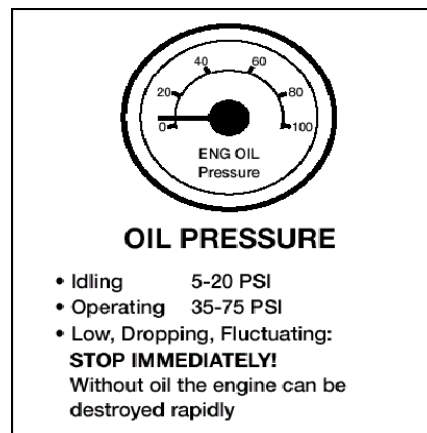 40 60
20 80
0 100
ENG OIL
Pressure
OIL PRESSURE
• Idling 5-20 PSI
• Operating 35-75 PSI
• Low, Dropping, Fluctuating:
STOP IMMEDIATELY!
Without oil the engine can be
destroyed rapidly